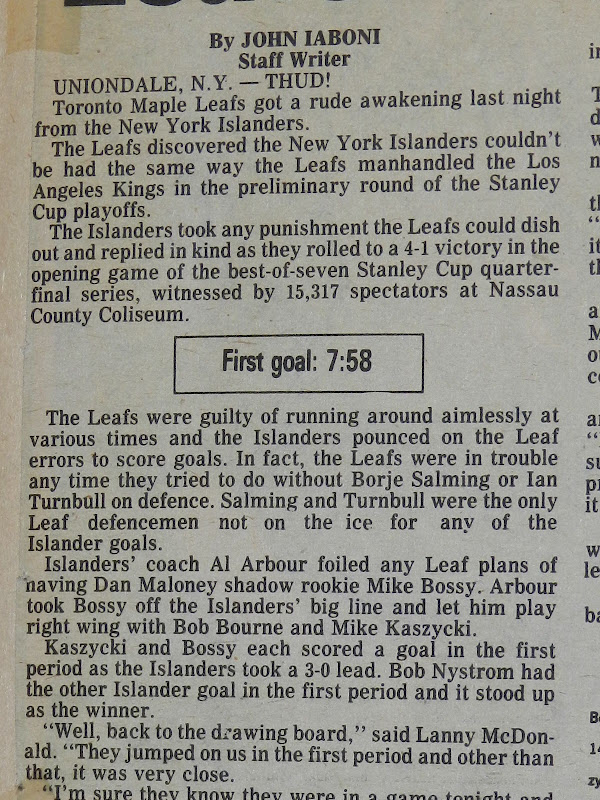 By JOHN IABONI
Staff Writer
UNIONDALE, N.Y. — THUD!
Toronto Maple Leafs got a rude awakening last night
from the New York Islanders.
The Leafs discovered the New York Islanders couldn't
be had the same way the Leafs manhandled the Los
Angeles Kings in the preliminary round of the Stanley
Cup playoffs.
The Islanders took any punishment the Leafs could dish
out and replied in kind as they rolled to a 4-1 victory in the
opening game of the best-of-seven Stanley Cup quarter-
final series, witnessed by 15,317 spectators at Nassau
County Coliseum.
First goal: 7:58
The Leafs were guilty of running around aimlessly at
various times and the Islanders pounced on the Leaf
errors to score goals. In fact, the Leafs were in trouble
any time they tried to do without Borje Salming or Ian
Turnbull on defence. Salming and Turnbull were the only
Leaf defencemen not on the ice for any of the
Islander goals.
Islanders' coach Al Arbour foiled any Leaf plans of
having Dan Maloney shadow rookie Mike Bossy. Arbour
took Bossy off the Islanders' big line and let him play
right wing with Bob Bourne and Mike Kaszycki.
Kaszycki and Bossy each scored a goal in the first
period as the Islanders took a 3-0 lead. Bob Nystrom had
the other Islander goal in the first period and it stood up
as the winner.
"Well, back to the drawing board," said Lanny McDon-
ald. "They jumped on us in the first period and other than
that, it was very close.
"I'm sure they know they were in a game tonight and